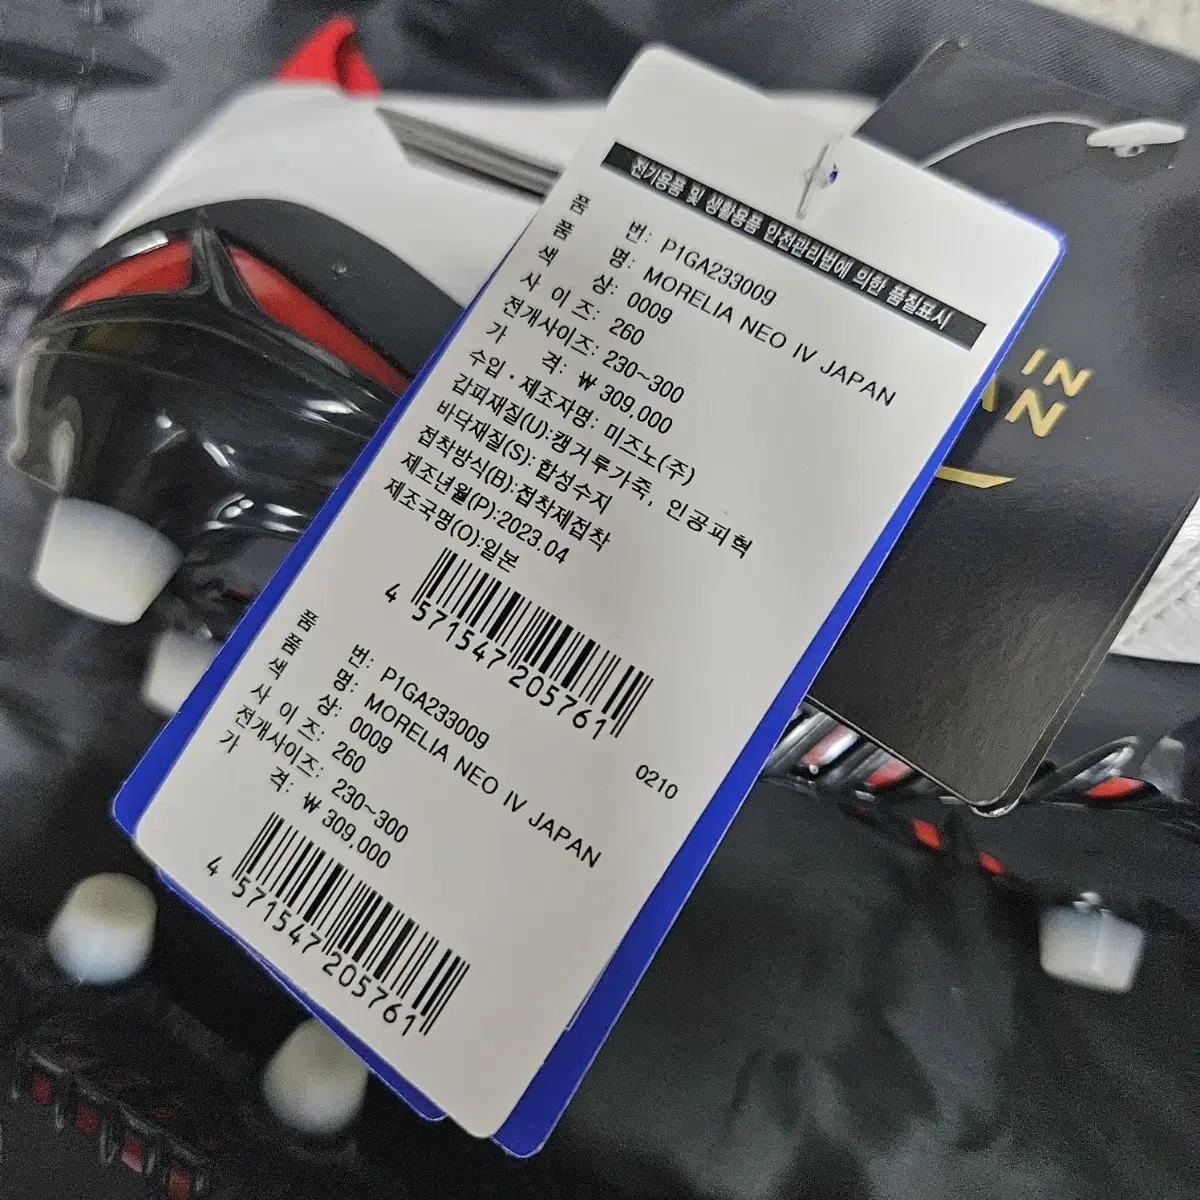 전기용품 및 생활용품 안전관리법에 의한 품질표시
품 번: P1GA233009
품 명: MORELIA NEO IV JAPAN
색 상: 0009
사 이 즈: 260
전개사이즈: 230~300
가 격: ₩ 309,000
수입·제조자명: 미즈노(주)
갑피재질(U):캥거루가죽, 인공피혁
바닥재질(S):합성수지
접착방식(B):접착제접착
제조년월(P):2023.04
제조국명(O):일본
4 571547 205761
0210
품 번: P1GA233009
품 명: MORELIA NEO IV JAPAN
색 상: 0009
사 이 즈: 260
전개사이즈: 230~300
가 격: ₩ 309,000
4 571547 205761
IN